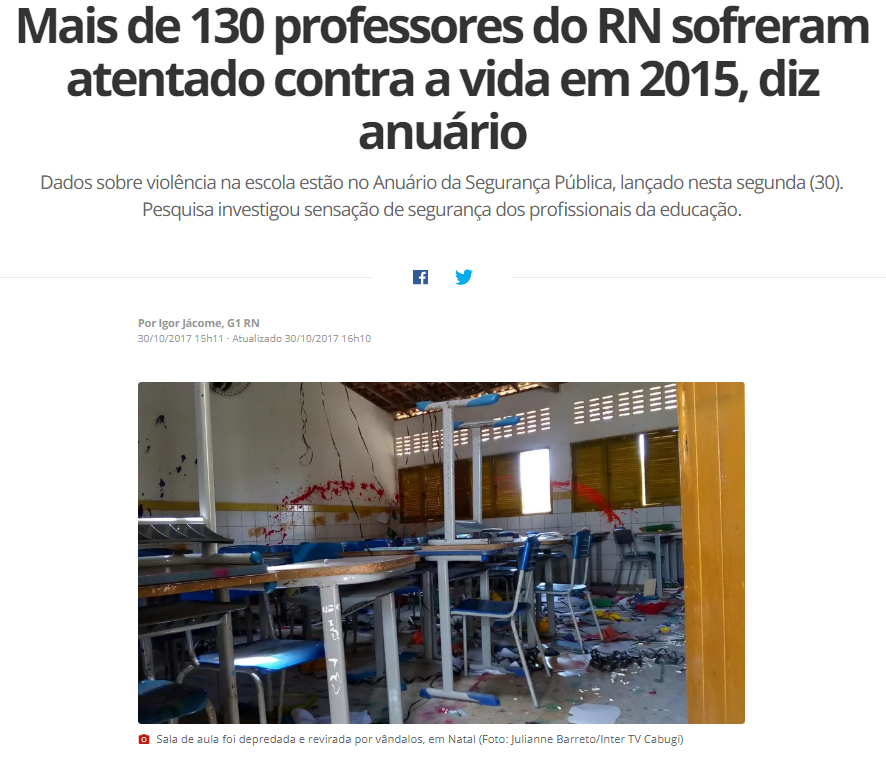 Mais de 130 professores do RN sofreram
atentado contra a vida em 2015, diz
anuário
Dados sobre violência na escola estão no Anuário da Segurança Pública, lançado nesta segunda (30).
Pesquisa investigou sensação de segurança dos profissionais da educação.
Por Igor Jácome, G1 RN
30/10/2017 15h11 · Atualizado 30/10/2017 16h10
Sala de aula foi depredada e revirada por vândalos, em Natal (Foto: Julianne Barreto/Inter TV Cabugi)